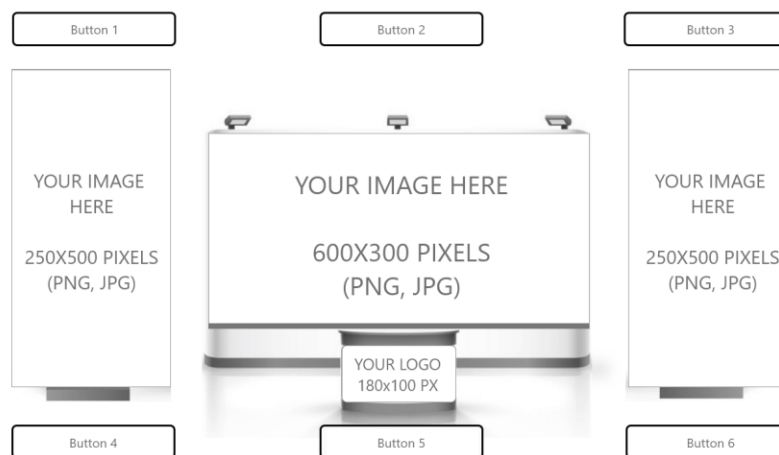 Button 1
Button 2
Button 3
YOUR IMAGE
HERE
250X500 PIXELS
(PNG, JPG)
YOUR IMAGE HERE
600X300 PIXELS
(PNG, JPG)
YOUR LOGO
180x100 PX
YOUR IMAGE
HERE
250X500 PIXELS
(PNG, JPG)
Button 4
Button 5
Button 6